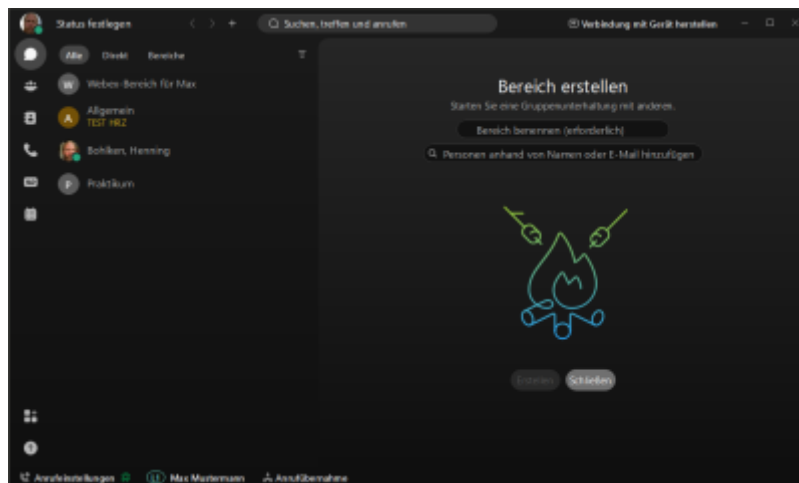 Status festlegen
Suchen, treffen und anrufen
Verbindung mit Gerät herstellen
Alle Direkt Bereiche
W Webex-Bereich für Max
A Allgemein
TEST HRZ
Bohlken, Henning
P Praktikum
Bereich erstellen
Starten Sie eine Gruppenunterhaltung mit anderen.
Bereich benennen (erforderlich)
Personen anhand von Namen oder E-Mail hinzufügen
Erstellen Schließen
Anrufeinstellungen Max Mustermann Anrufübernahme